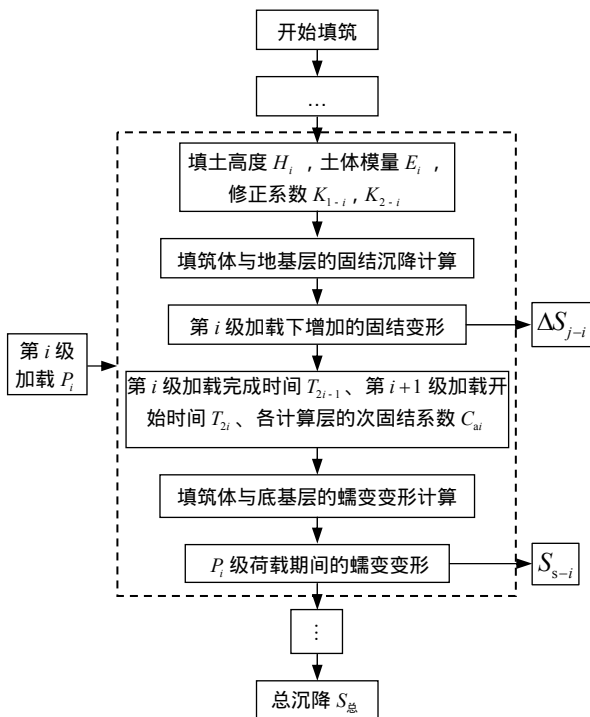 开始填筑
…
填土高度 H_i ，土体模量 E_i ，
修正系数 K_{1-i} , K_{2-i}
填筑体与地基层的固结沉降计算
第 i 级加载下增加的固结变形
ΔS_{j-i}
第 i 级
加载 P_i
第 i 级加载完成时间 T_{2i-1}、第 i+1 级加载开
始时间 T_{2i}、各计算层的次固结系数 C_{ai}
填筑体与底基层的蠕变变形计算
P_i 级荷载期间的蠕变变形
S_{s-i}
⋮
总沉降 S_总